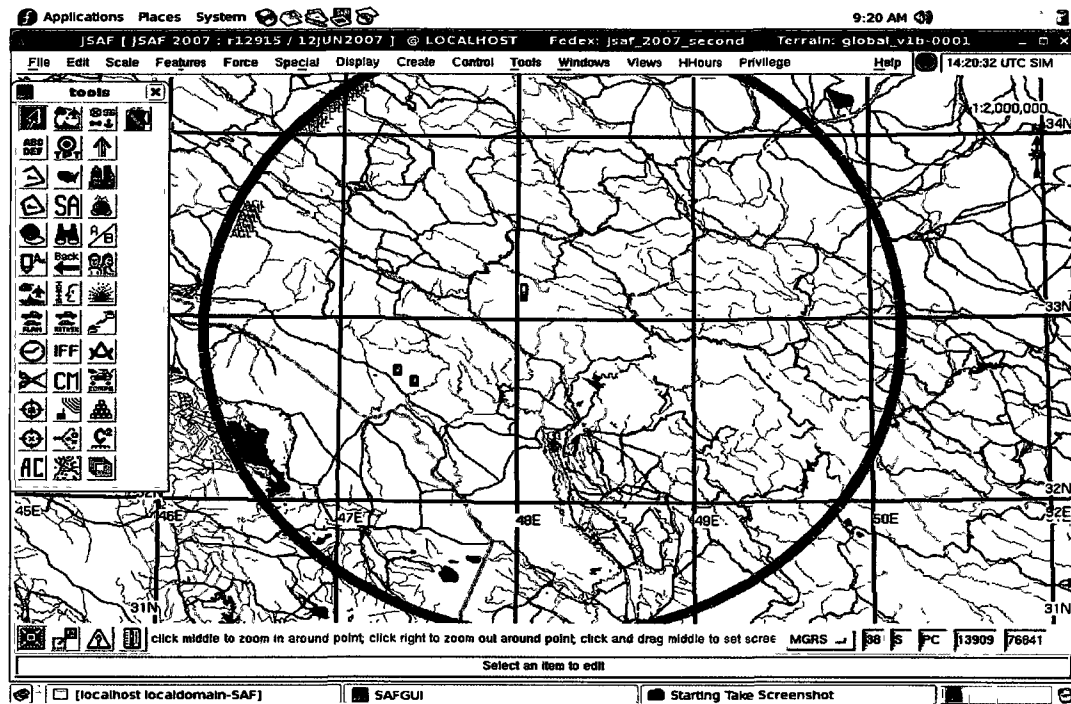 Applications Places System 9:20 AM
JSAF [ JSAF 2007 : r12915 / 12JUN2007 ] @ LOCALHOST Fedex: jsaf_2007_second Terrain: global_v1b-0001
File Edit Scale Features Force Special Display Create Control Tools Windows Views HHours Privilege Help 14:20:32 UTC SIM
tools
1:2,000,000
34N
ABC
DEF
SA
A/B
Back
33N
PLAN
IFF
CM
AC
32N
32E
45E 46E 47E 48E 49E 50E
31N 31N
click middle to zoom in around point; click right to zoom out around point; click and drag middle to set scree MGRS 38 S PC 13909 76841
Select an item to edit
[localhost localdomain-SAF] SAFGUI Starting Take Screenshot